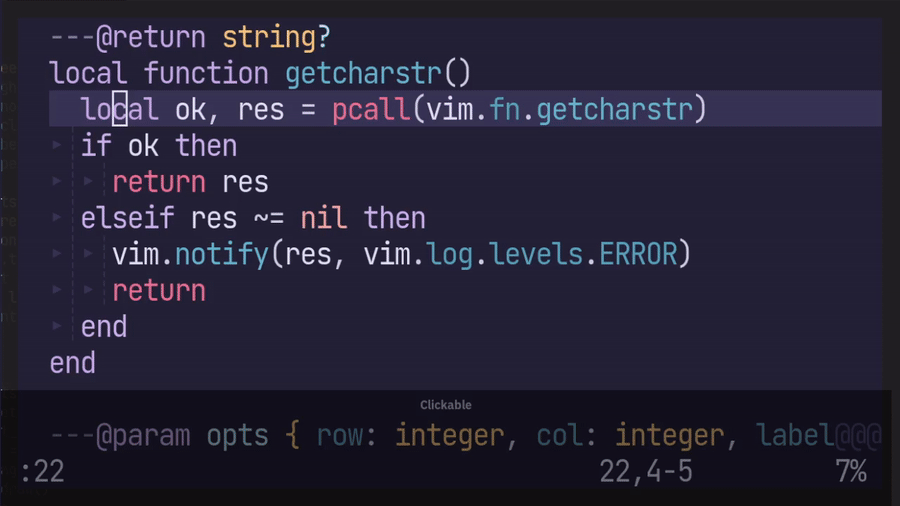 ---@return string?
local function getcharstr()
local ok, res = pcall(vim.fn.getcharstr)
if ok then
return res
elseif res ~= nil then
vim.notify(res, vim.log.levels.ERROR)
return
end
end
Clickable
---@param opts { row: integer, col: integer, label@@@
:22 22,4-5 7%